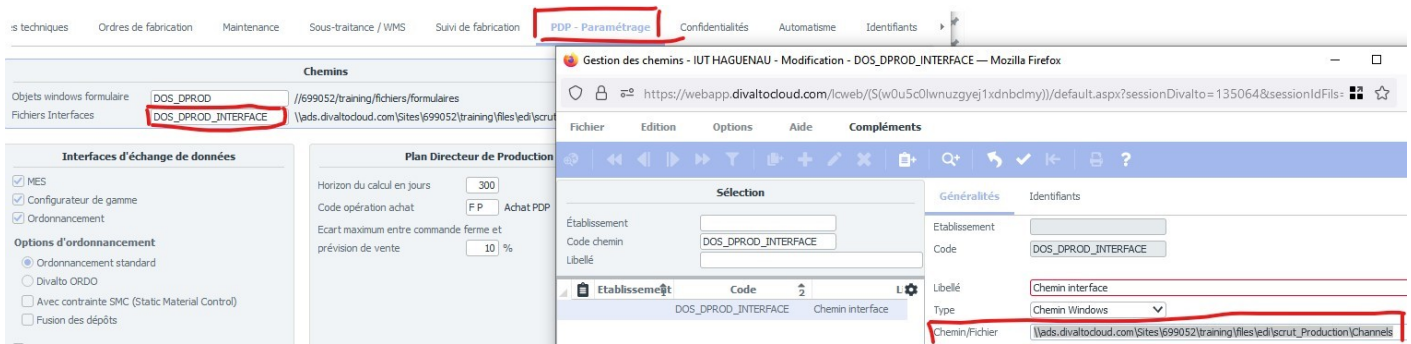 :s techniques Ordres de fabrication Maintenance Sous-traitance / WMS Suivi de fabrication PDP - Paramétrage Confidentialités Automatisme Identifiants
Chemins
Objets windows formulaire DOS_DPROD //699052/training/fichiers/formulaires
Fichiers Interfaces DOS_DPROD_INTERFACE \\ads.divaltocloud.com\Sites\699052\training\files\edi\scrut
Interfaces d'échange de données
MES
Configurateur de gamme
Ordonnancement
Options d'ordonnancement
Ordonnancement standard
Divalto ORDO
Avec contrainte SMC (Static Material Control)
Fusion des dépôts
Plan Directeur de Production
Horizon du calcul en jours 300
Code opération achat F P Achat PDP
Ecart maximum entre commande ferme et
prévision de vente 10 %
Gestion des chemins - IUT HAGUENAU - Modification - DOS_DPROD_INTERFACE — Mozilla Firefox
https://webapp.divaltocloud.com/lcweb/(S(w0u5c0lwnuzgyej1xdnbclmy))/default.aspx?sessionDivalto=135064&sessionIdFils=
Fichier Edition Options Aide Compléments
Sélection
Établissement
Code chemin DOS_DPROD_INTERFACE
Libellé
Etablissement Code 2 L
DOS_DPROD_INTERFACE Chemin interface
Généralités Identifiants
Etablissement
Code DOS_DPROD_INTERFACE
Libellé Chemin interface
Type Chemin Windows
Chemin/Fichier \\ads.divaltocloud.com\Sites\699052\training\files\edi\scrut_Production\Channels